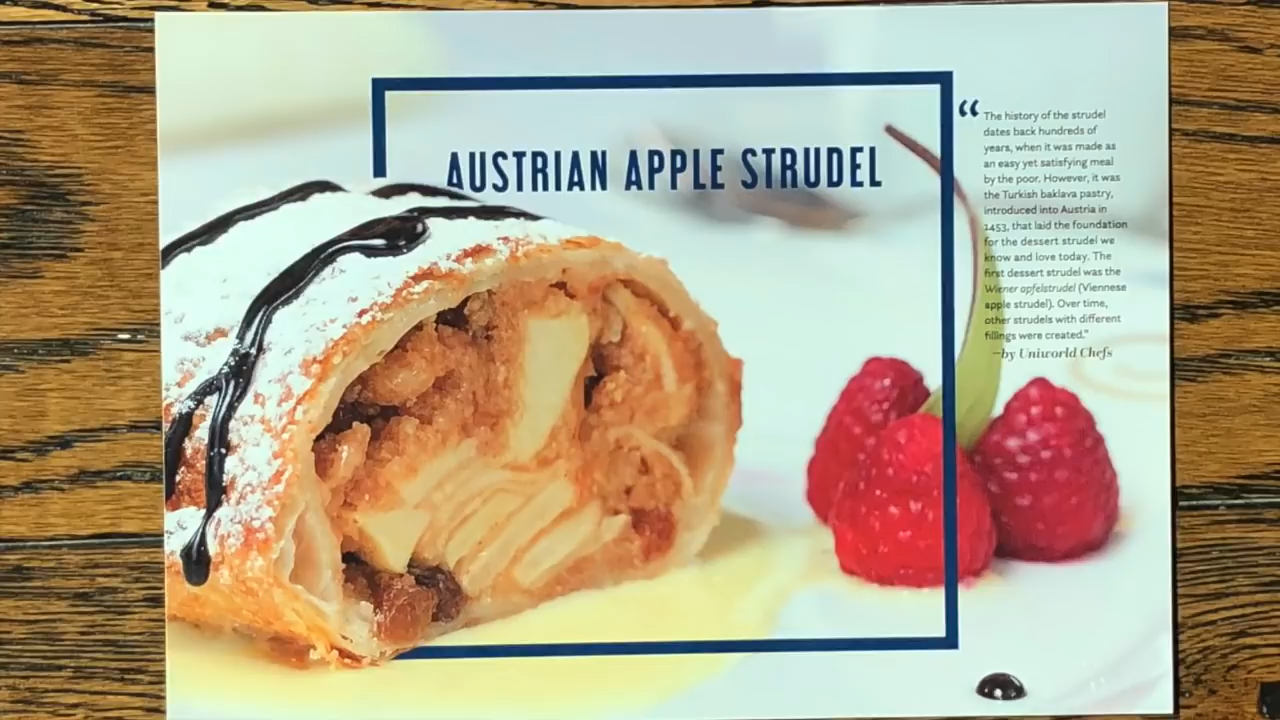 AUSTRIAN APPLE STRUDEL
“ The history of the strudel
dates back hundreds of
years, when it was made as
an easy yet satisfying meal
by the poor. However, it was
the Turkish baklava pastry,
introduced into Austria in
1453, that laid the foundation
for the dessert strudel we
know and love today. The
first dessert strudel was the
Wiener apfelstrudel (Viennese
apple strudel). Over time,
other strudels with different
fillings were created.”
—by Uniworld Chefs